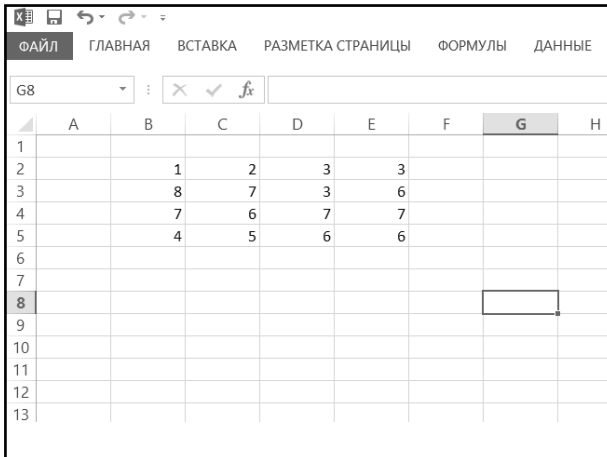 ФАЙЛ ГЛАВНАЯ ВСТАВКА РАЗМЕТКА СТРАНИЦЫ ФОРМУЛЫ ДАННЫЕ
G8 fx
A B C D E F G H
1
2 1 2 3 3
3 8 7 3 6
4 7 6 7 7
5 4 5 6 6
6
7
8
9
10
11
12
13